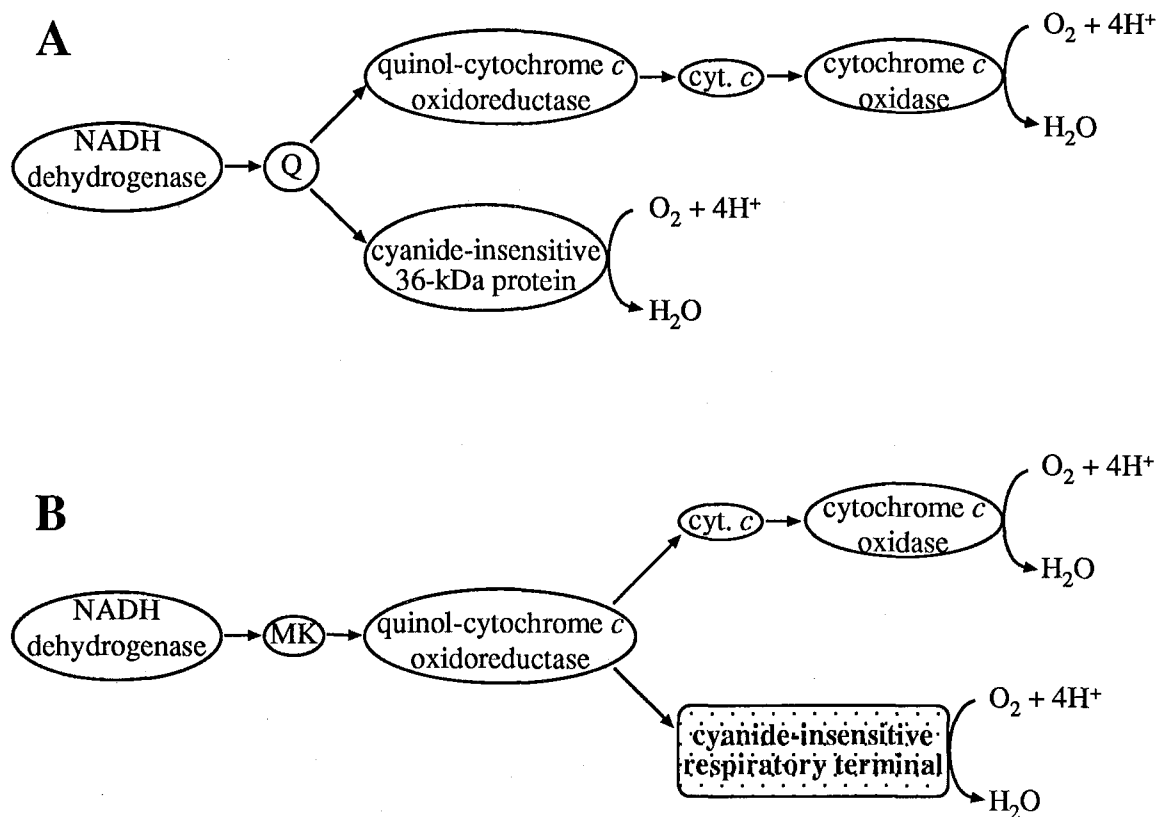 A
NADH
dehydrogenase
Q
quinol-cytochrome c
oxidoreductase
cyt. c
cytochrome c
oxidase
O₂ + 4H⁺
H₂O
cyanide-insensitive
36-kDa protein
O₂ + 4H⁺
H₂O
B
NADH
dehydrogenase
MK
quinol-cytochrome c
oxidoreductase
cyt. c
cytochrome c
oxidase
O₂ + 4H⁺
H₂O
cyanide-insensitive
respiratory terminal
O₂ + 4H⁺
H₂O